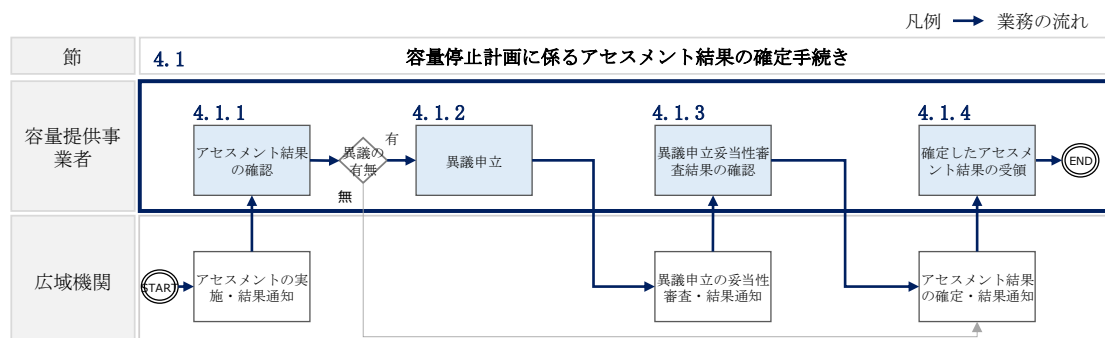 凡例 業務の流れ
節 4.1 容量停止計画に係るアセスメント結果の確定手続き
容量提供事
業者
4.1.1
アセスメント結果
の確認
異議の
有無
有
無
4.1.2
異議申立
4.1.3
異議申立妥当性審
査結果の確認
4.1.4
確定したアセスメ
ント結果の受領
END
広域機関
START
アセスメントの実
施・結果通知
異議申立の妥当性
審査・結果通知
アセスメント結果
の確定・結果通知